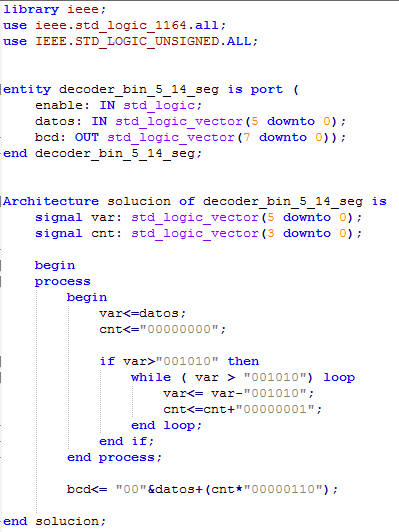 library ieee;
use ieee.std_logic_1164.all;
use IEEE.STD_LOGIC_UNSIGNED.ALL;
entity decoder_bin_5_14_seg is port (
enable: IN std_logic;
datos: IN std_logic_vector(5 downto 0);
bcd: OUT std_logic_vector(7 downto 0));
end decoder_bin_5_14_seg;
Architecture solucion of decoder_bin_5_14_seg is
signal var: std_logic_vector(5 downto 0);
signal cnt: std_logic_vector(3 downto 0);
begin
process
begin
var<=datos;
cnt<="00000000";
if var>"001010" then
while ( var > "001010") loop
var<= var-"001010";
cnt<=cnt+"00000001";
end loop;
end if;
end process;
bcd<= "00"&datos+(cnt*"00000110");
end solucion;